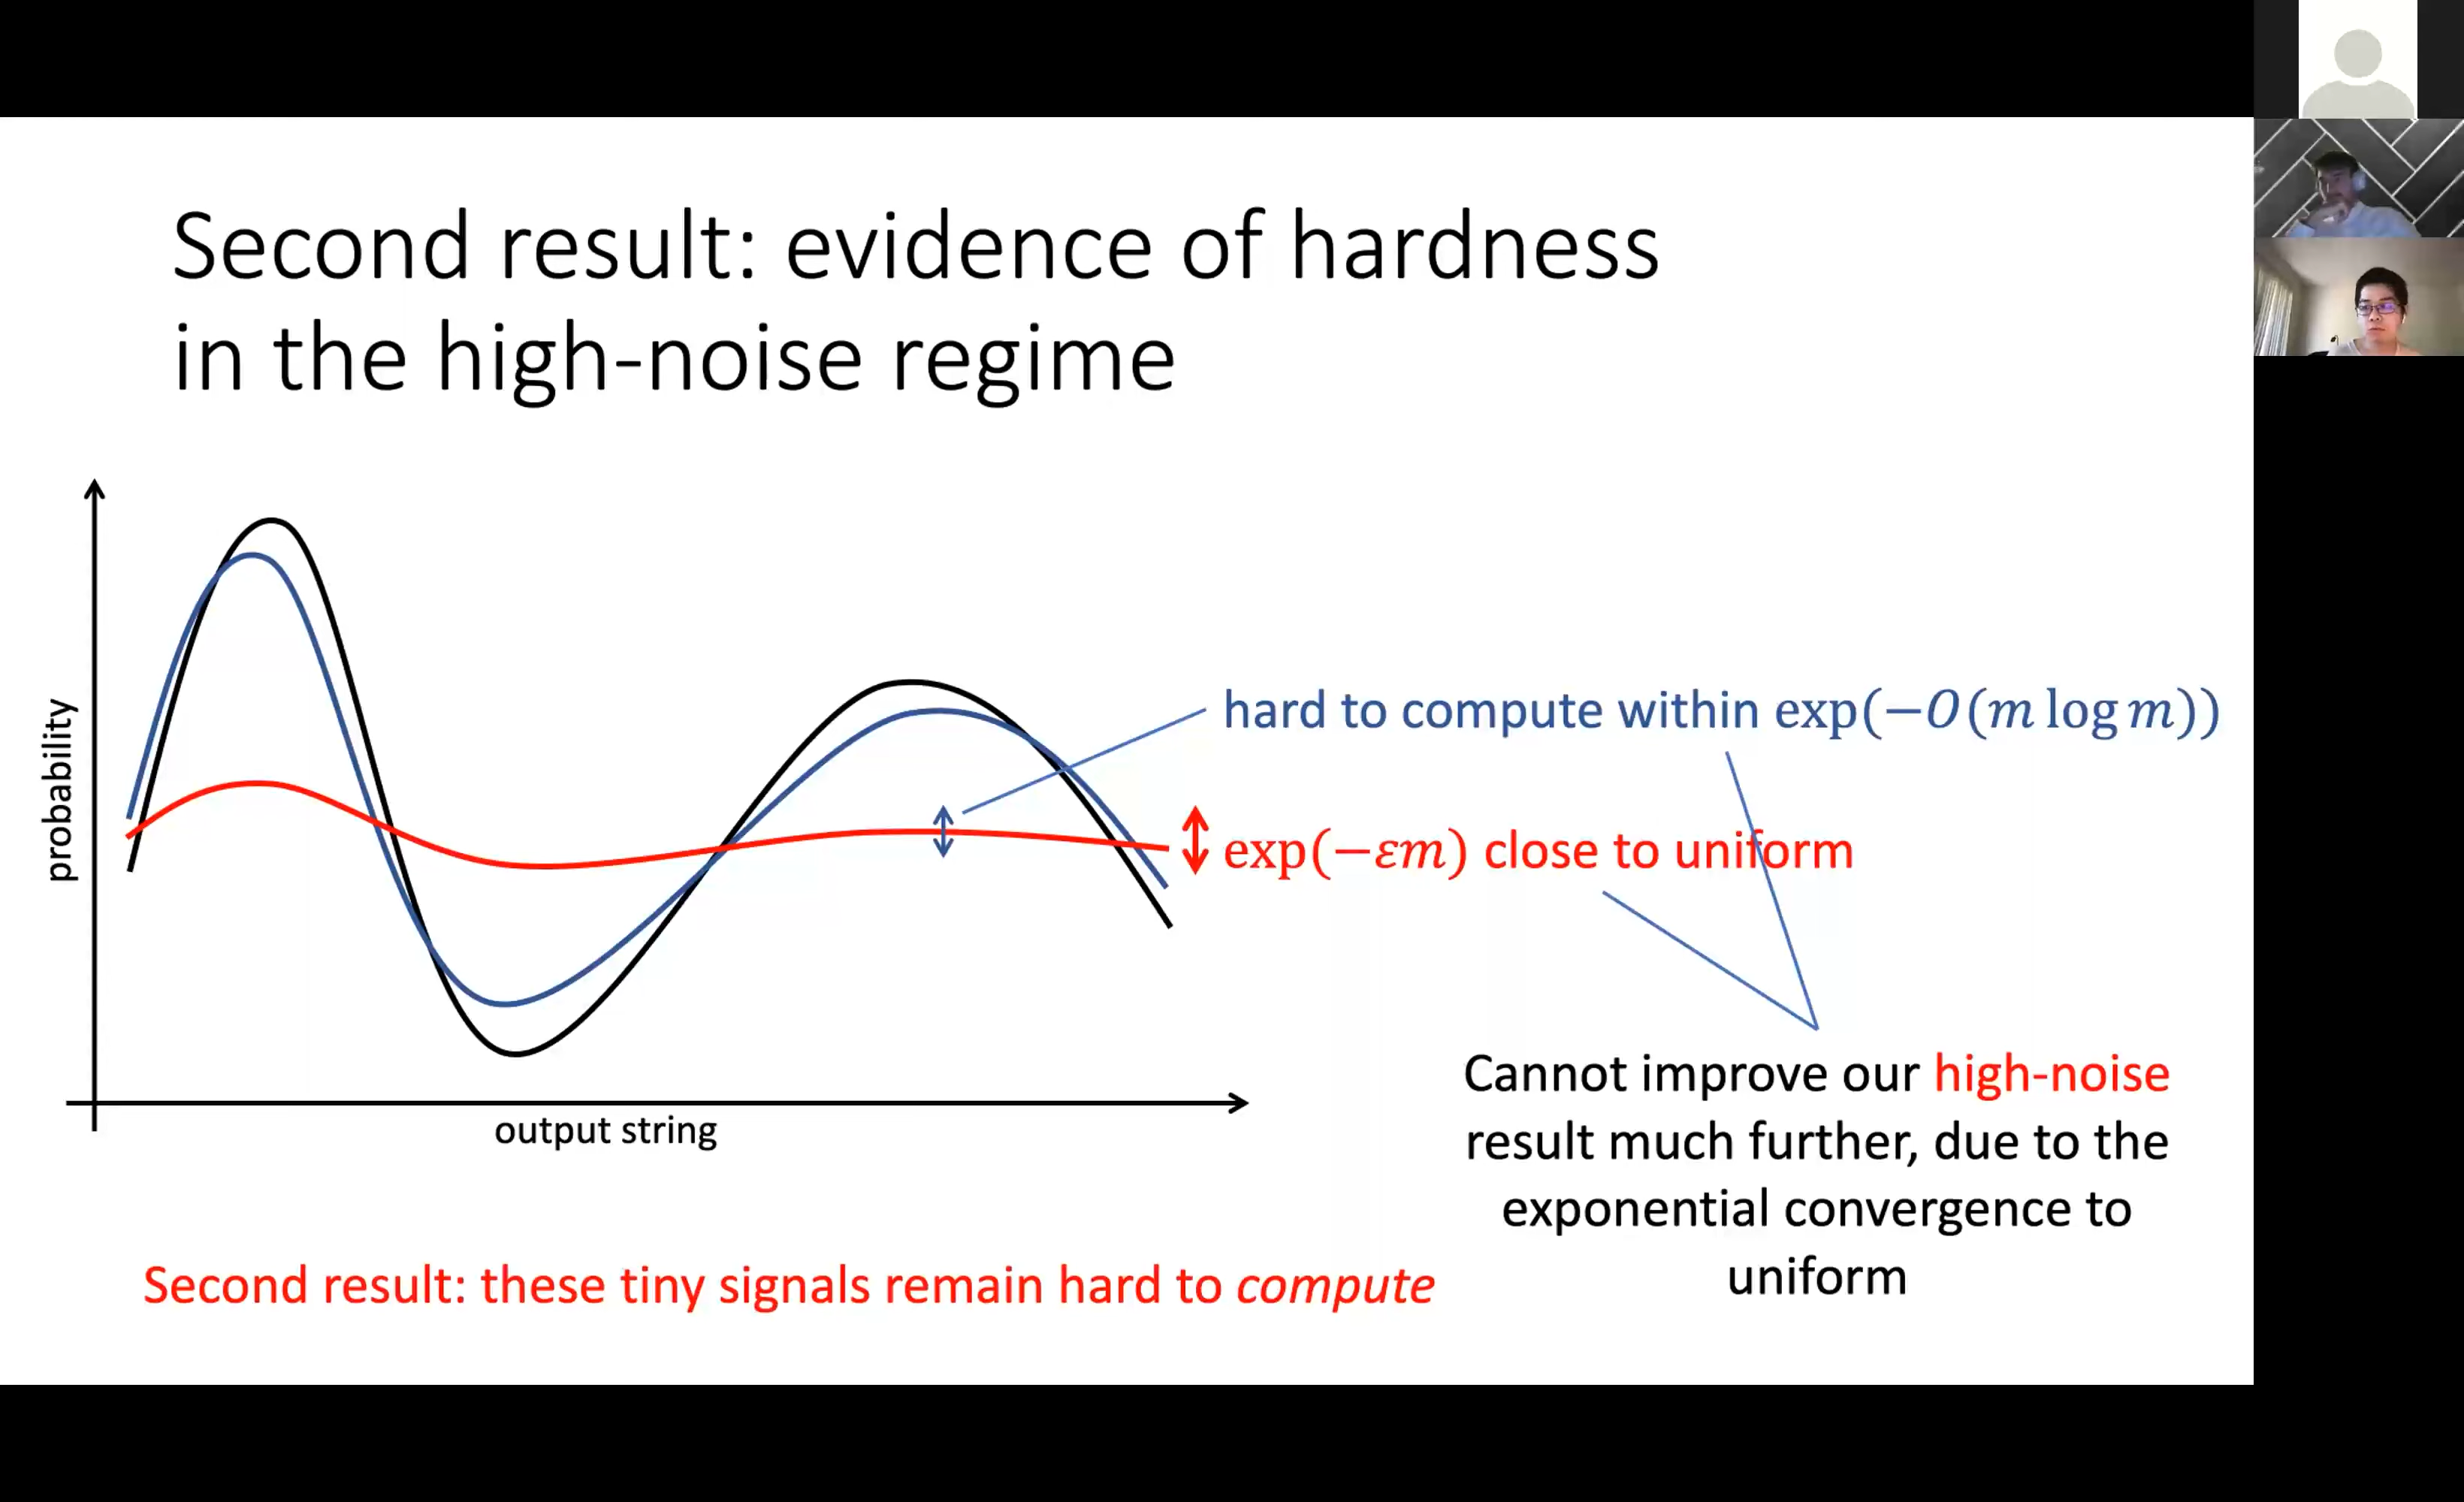 Second result: evidence of hardness
in the high-noise regime
probability
hard to compute within exp(−O(m log m))
exp(−εm) close to uniform
output string
Cannot improve our high-noise
result much further, due to the
exponential convergence to
uniform
Second result: these tiny signals remain hard to compute